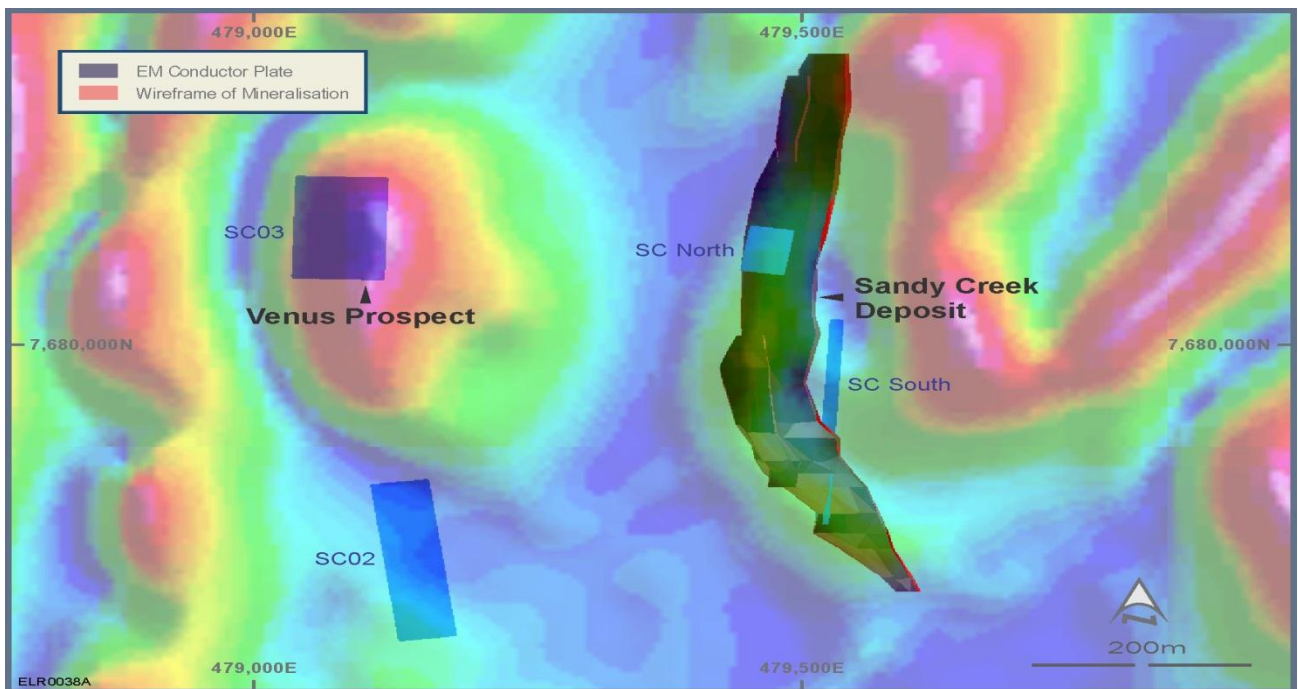 479,000E
479,500E
EM Conductor Plate
Wireframe of Mineralisation
SC03
SC North
Venus Prospect
Sandy Creek
Deposit
7,680,000N
7,680,000N
SC South
SC02
N
200m
479,000E
479,500E
ELR0038A